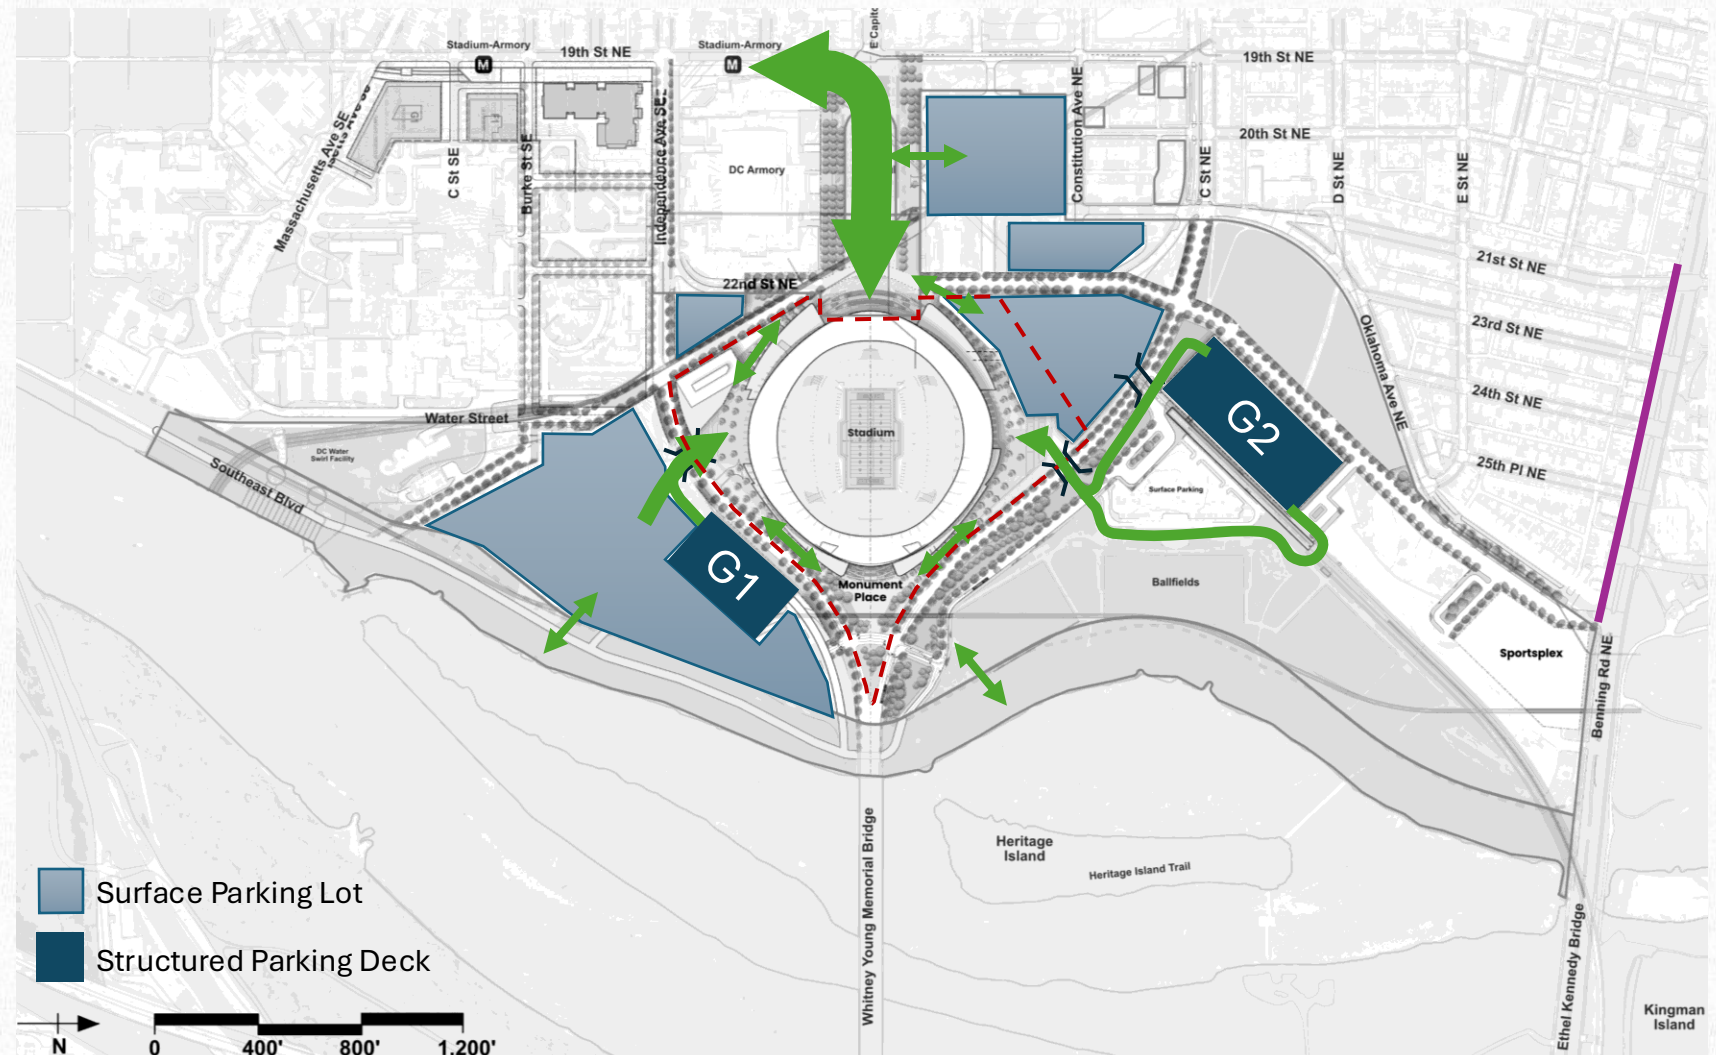 Stadium-Armory
M
19th St NE
Stadium-Armory
M
19th St NE
20th St NE
Massachusetts Ave SE
C St SE
Burke St SE
Independence Ave SE
DC Armory
Constitution Ave NE
C St NE
D St NE
E St NE
21st St NE
22nd St NE
23rd St NE
24th St NE
25th Pl NE
Oklahoma Ave NE
Water Street
DC Water
Swirl Facility
Southeast Blvd
Stadium
G1
G2
Surface Parking
Monument
Place
Ballfields
Sportsplex
Benning Rd NE
Heritage
Island
Heritage Island Trail
Whitney Young Memorial Bridge
Ethel Kennedy Bridge
Kingman
Island
Surface Parking Lot
Structured Parking Deck
N
0
400'
800'
1,200'